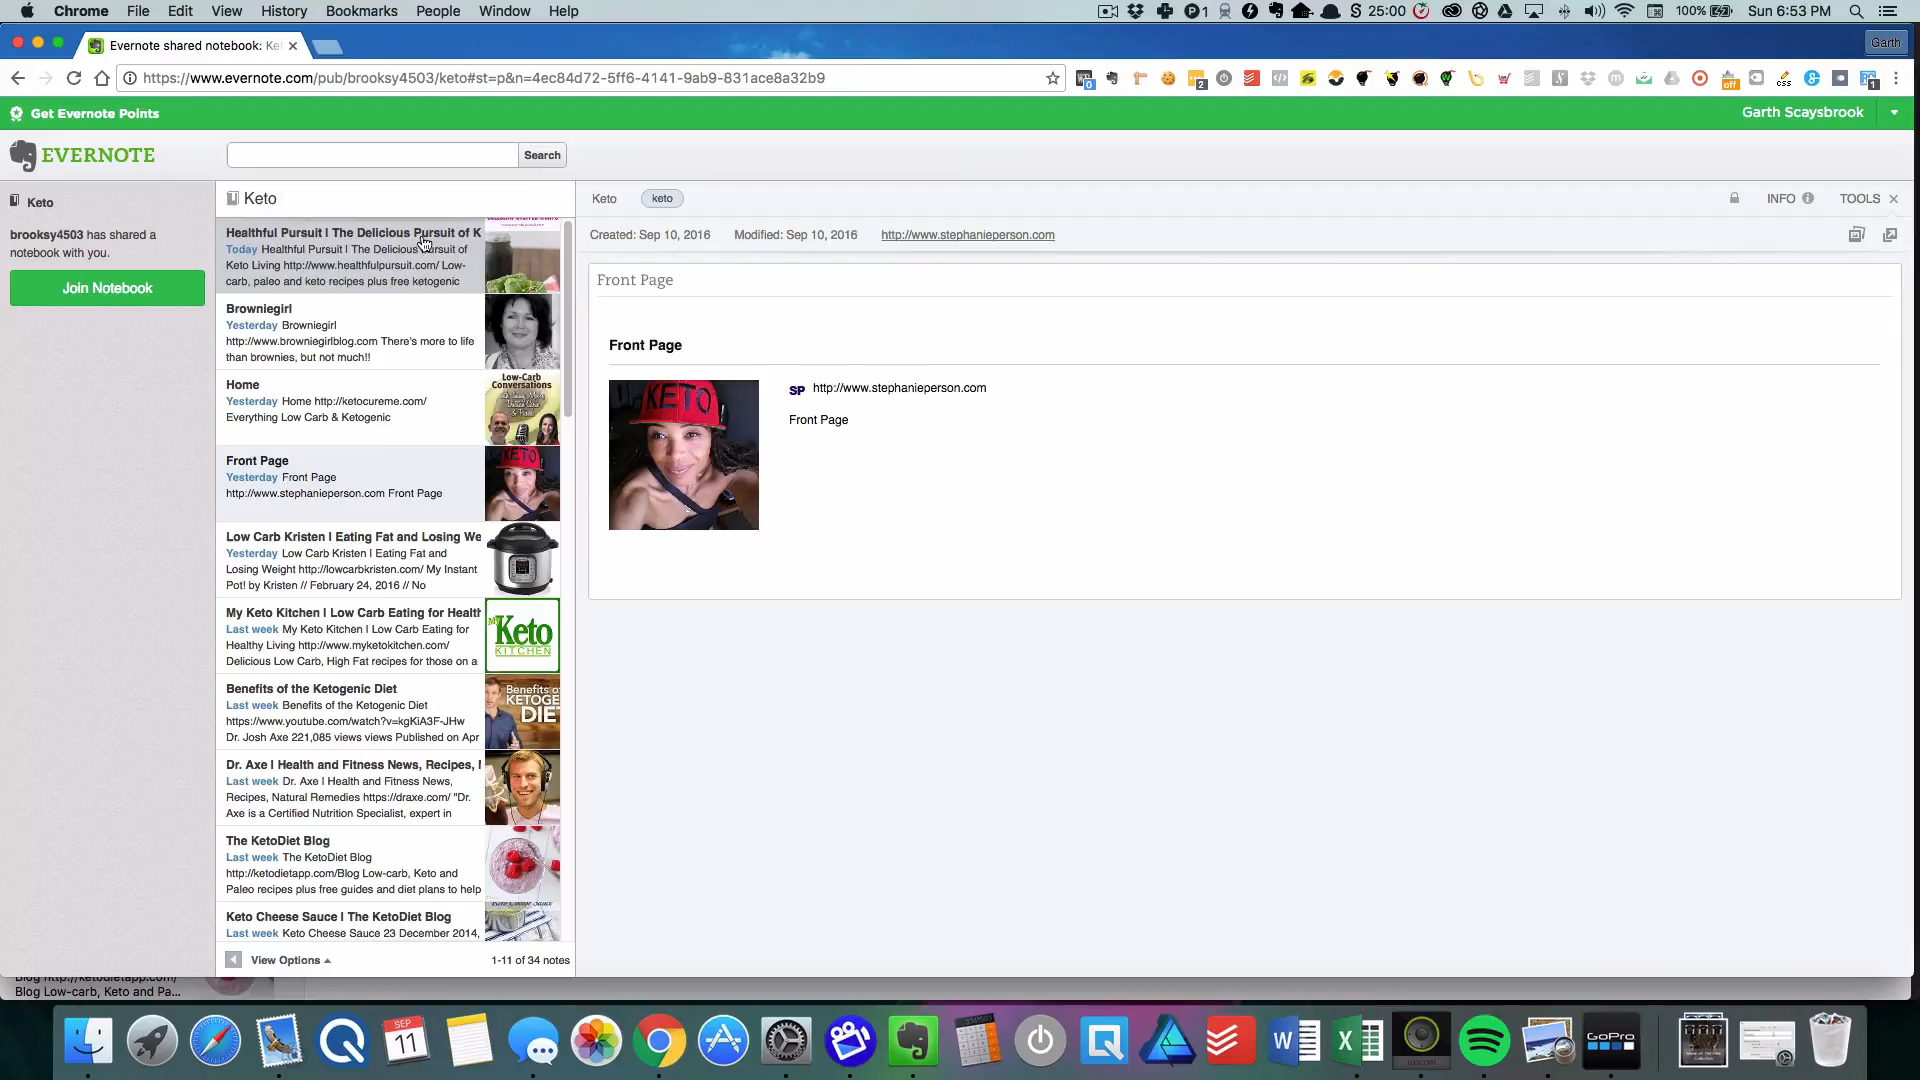 Chrome File Edit View History Bookmarks People Window Help
25:00 100% Sun 6:53 PM
Evernote shared notebook: Ke
Garth
https://www.evernote.com/pub/brooksy4503/keto#st=p&n=4ec84d72-5ff6-4141-9ab9-831ace8a32b9
Get Evernote Points
Garth Scaysbrook
EVERNOTE
Search
Keto
brooksy4503 has shared a
notebook with you.
Join Notebook
Keto
Healthful Pursuit | The Delicious Pursuit of K
Today Healthful Pursuit | The Delicious Pursuit of
Keto Living http://www.healthfulpursuit.com/ Low-
carb, paleo and keto recipes plus free ketogenic
Browniegirl
Yesterday Browniegirl
http://www.browniegirlblog.com There's more to life
than brownies, but not much!!
Home
Yesterday Home http://ketocureme.com/
Everything Low Carb & Ketogenic
Low-Carb
Conversations
Front Page
Yesterday Front Page
http://www.stephanieperson.com Front Page
KETO
Low Carb Kristen | Eating Fat and Losing We
Yesterday Low Carb Kristen | Eating Fat and
Losing Weight http://lowcarbkristen.com/ My Instant
Pot! by Kristen // February 24, 2016 // No
My Keto Kitchen | Low Carb Eating for Health
Last week My Keto Kitchen | Low Carb Eating for
Healthy Living http://www.myketokitchen.com/
Delicious Low Carb, High Fat recipes for those on a
My
Keto
KITCHEN
Benefits of the Ketogenic Diet
Last week Benefits of the Ketogenic Diet
https://www.youtube.com/watch?v=kgKiA3F-JHw
Dr. Josh Axe 221,085 views views Published on Apr
Benefits o
KETOGE
DIE
Dr. Axe | Health and Fitness News, Recipes,
Last week Dr. Axe | Health and Fitness News,
Recipes, Natural Remedies https://draxe.com/ "Dr.
Axe is a Certified Nutrition Specialist, expert in
The KetoDiet Blog
Last week The KetoDiet Blog
http://ketodietapp.com/Blog Low-carb, Keto and
Paleo recipes plus free guides and diet plans to help
Keto Cheese Sauce | The KetoDiet Blog
Last week Keto Cheese Sauce 23 December 2014,
View Options
1-11 of 34 notes
Keto keto
INFO TOOLS
Created: Sep 10, 2016 Modified: Sep 10, 2016 http://www.stephanieperson.com
Front Page
Front Page
KETO
SP http://www.stephanieperson.com
Front Page
Blog http://ketodietapp.com/
Blog Low-carb, Keto and Pa...
SEP
11
GoPro